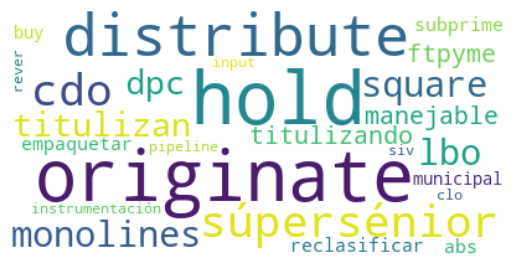 buy distribute subprime
rever input ftpyme
cdo dpc hold square
titulizan manejable
empaquetar pipeline titulizando lbo
originate siv municipal
instrumentación súpersénior clo
monolines reclasificar abs